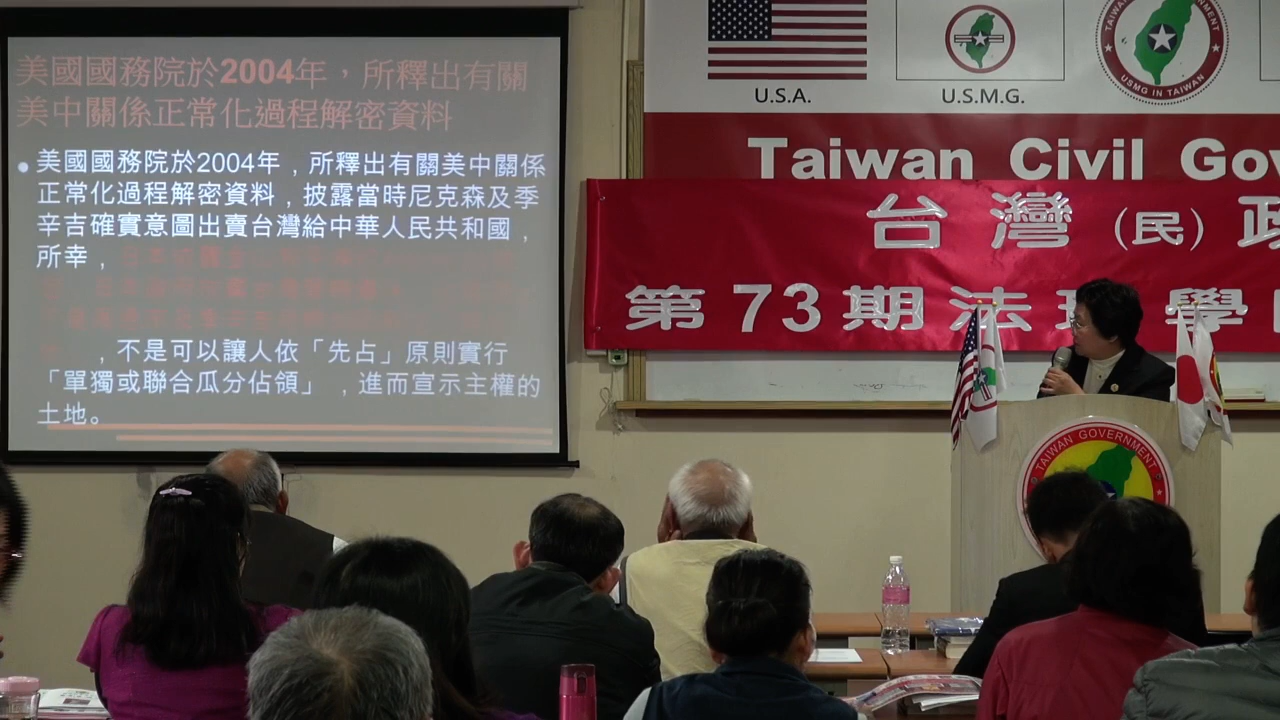 美國國務院於2004年，所釋出有關
美中關係正常化過程解密資料
美國國務院於2004年，所釋出有關美中關係
正常化過程解密資料，披露當時尼克森及季
辛吉確實意圖出賣台灣給中華人民共和國，
所幸，
，不是可以讓人依「先占」原則實行
「單獨或聯合瓜分佔領」，進而宣示主權的
土地。
U.S.A.
U.S.M.G.
USMG IN TAIWAN
Taiwan Civil Gov
台灣(民)政
第73期法理學
TAIWAN GOVERNMENT